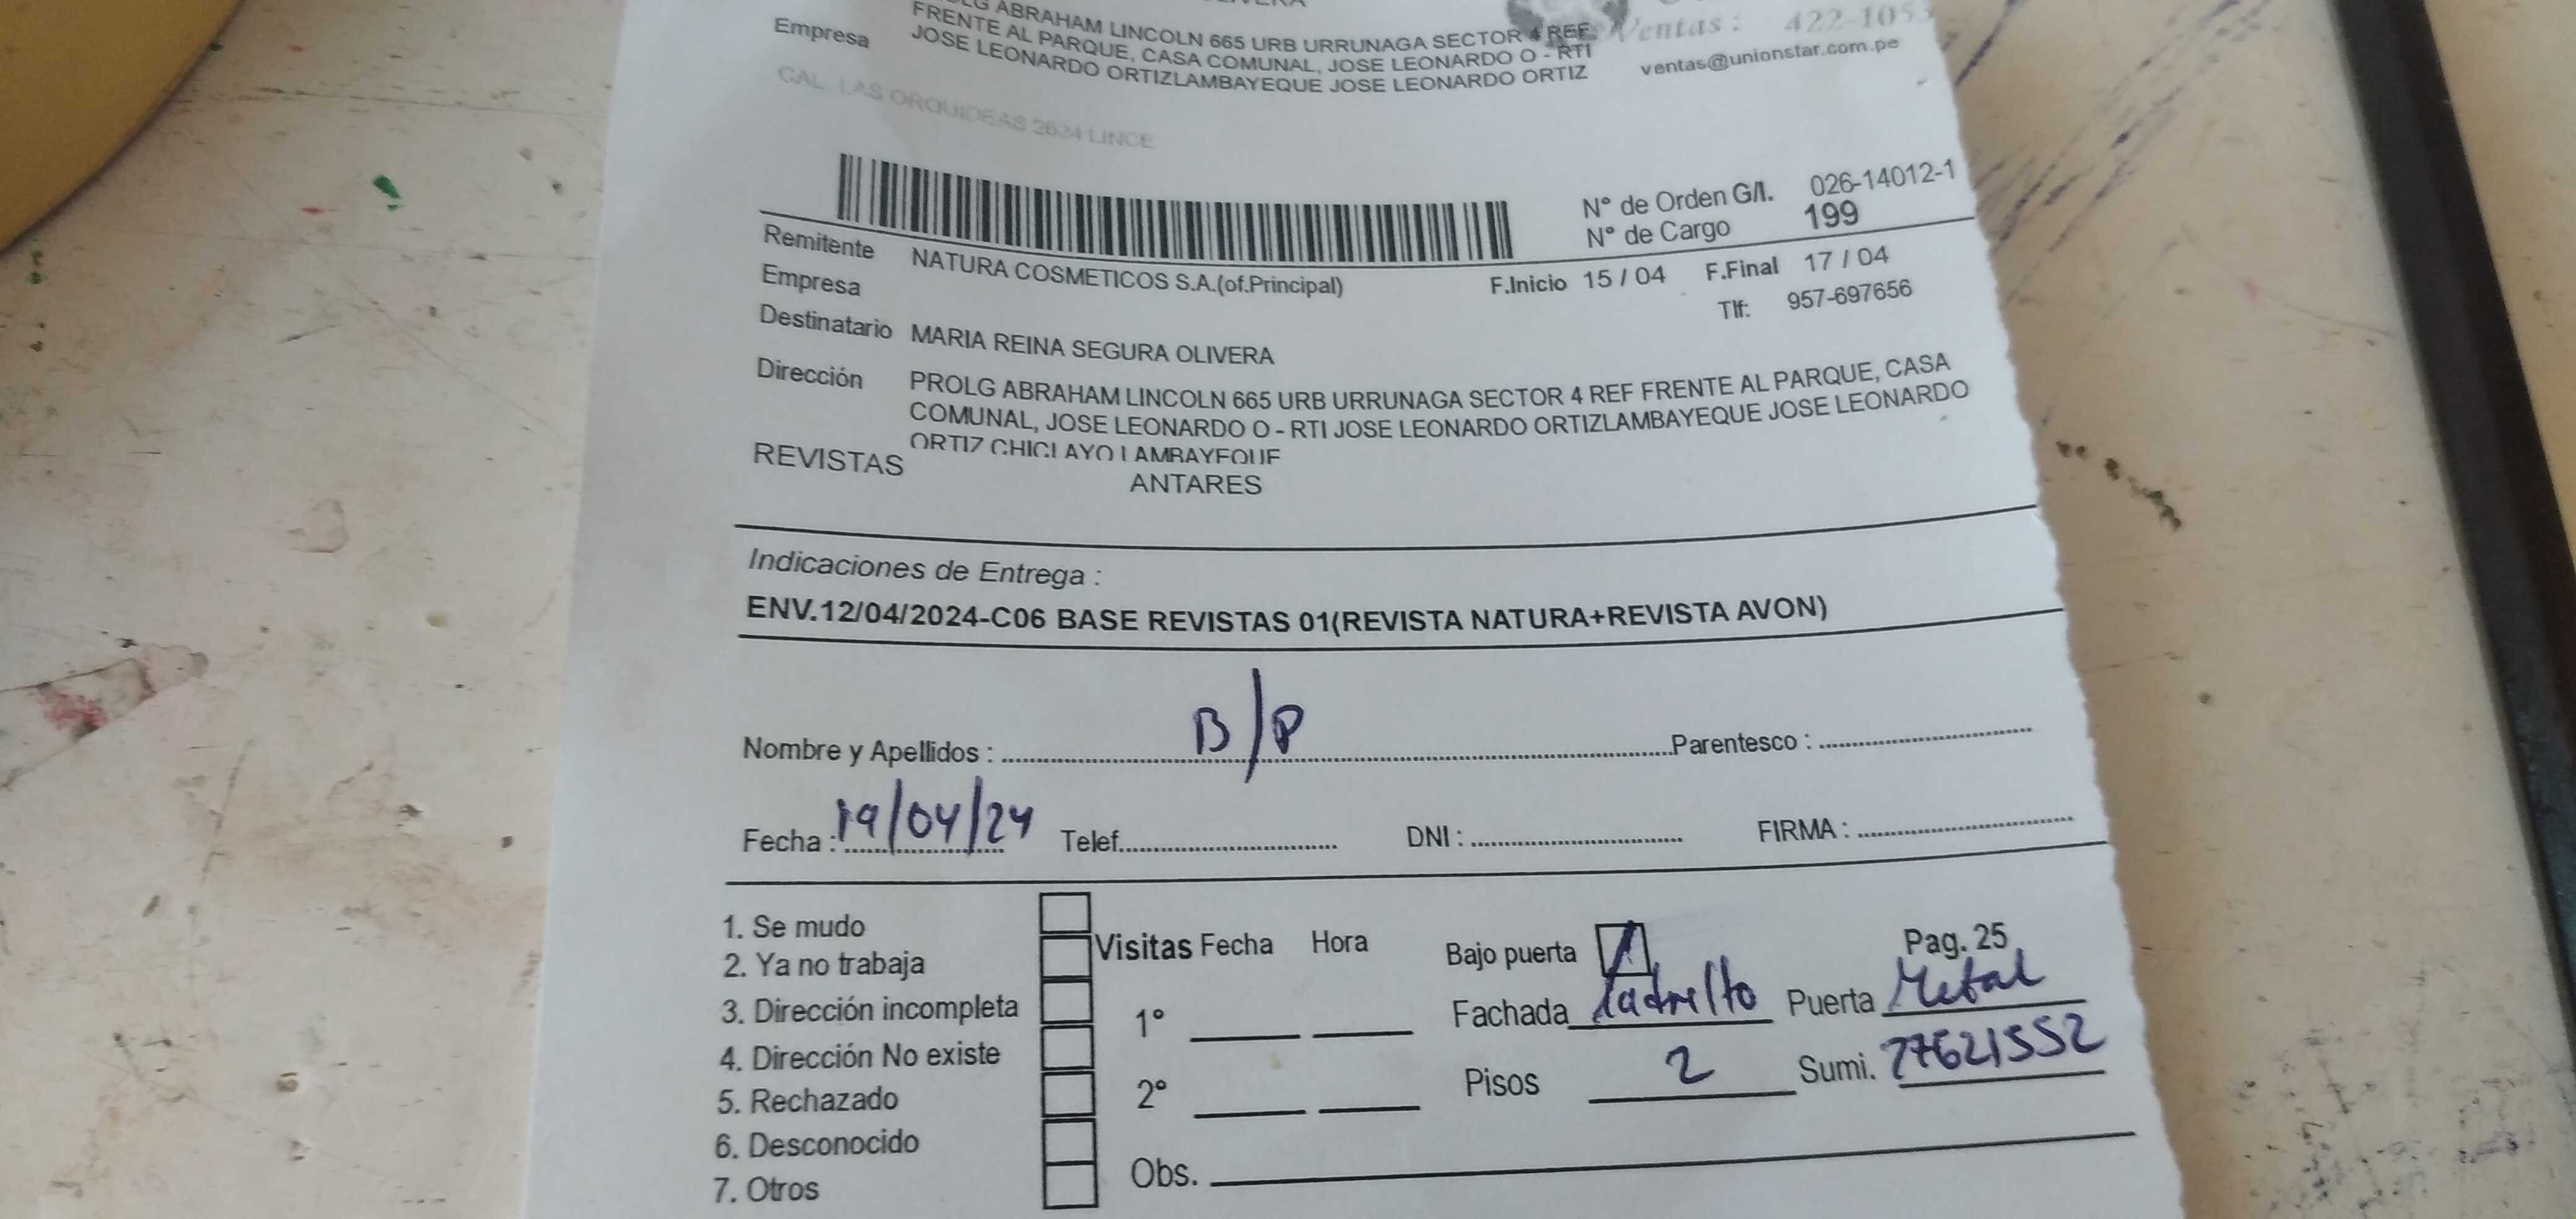 ABRAHAM LINCOLN 665 URB URRUNAGA SECTOR 4 REF
Empresa FRENTE AL PARQUE, CASA COMUNAL, JOSE LEONARDO O - RTI
JOSE LEONARDO ORTIZLAMBAYEQUE JOSE LEONARDO ORTIZ
Ventas : 422-1053
ventas@unionstar.com.pe
CAL. LAS ORQUIDEAS 2624 LINCE
N° de Orden G/I. 026-14012-1
N° de Cargo 199
Remitente NATURA COSMETICOS S.A.(of.Principal) F.Inicio 15 / 04 F.Final 17 / 04
Empresa Tlf: 957-697656
Destinatario MARIA REINA SEGURA OLIVERA
Dirección PROLG ABRAHAM LINCOLN 665 URB URRUNAGA SECTOR 4 REF FRENTE AL PARQUE, CASA
COMUNAL, JOSE LEONARDO O - RTI JOSE LEONARDO ORTIZLAMBAYEQUE JOSE LEONARDO
ORTIZ CHICLAYO LAMBAYEQUE
REVISTAS ANTARES
Indicaciones de Entrega :
ENV.12/04/2024-C06 BASE REVISTAS 01(REVISTA NATURA+REVISTA AVON)
Nombre y Apellidos : B/P Parentesco :
Fecha : 19/04/24 Telef. DNI : FIRMA :
1. Se mudo
2. Ya no trabaja
3. Dirección incompleta
4. Dirección No existe
5. Rechazado
6. Desconocido
7. Otros
Visitas Fecha Hora
1°
2°
Obs.
Bajo puerta Pag. 25
Fachada Ladrillo Puerta Metal
Pisos 2 Sumi. 77621552